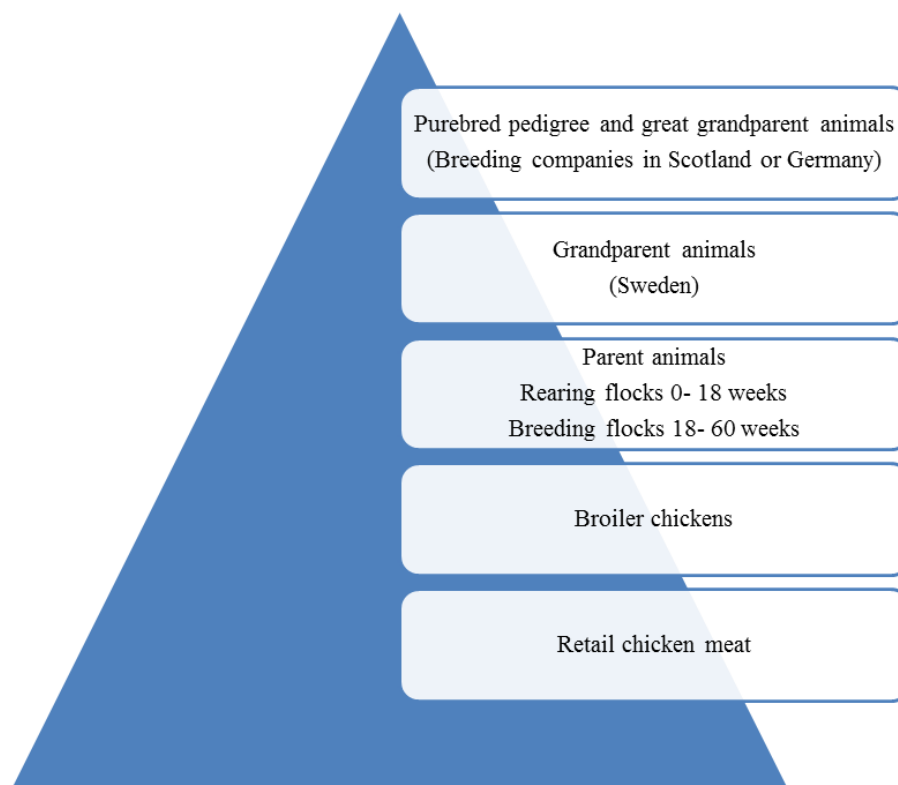 Purebred pedigree and great grandparent animals
(Breeding companies in Scotland or Germany)
Grandparent animals
(Sweden)
Parent animals
Rearing flocks 0- 18 weeks
Breeding flocks 18- 60 weeks
Broiler chickens
Retail chicken meat